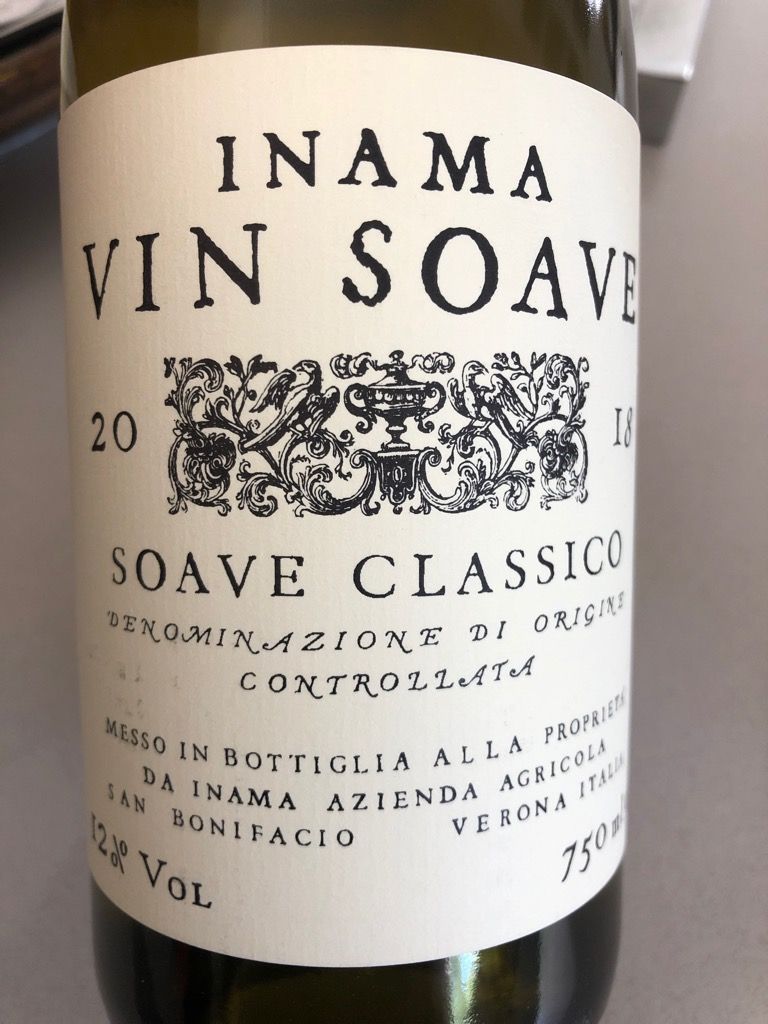 INAMA
VIN SOAVE
20 18
SOAVE CLASSICO
DENOMINAZIONE DI ORIGINE
CONTROLLATA
MESSO IN BOTTIGLIA ALLA PROPRIETÀ
DA INAMA AZIENDA AGRICOLA
SAN BONIFACIO VERONA ITALIA
12% VOL 750 ml